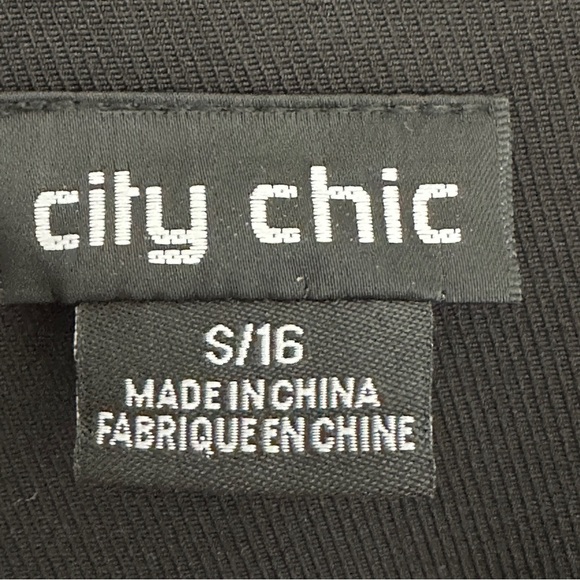 city chic
S/16
MADE IN CHINA
FABRIQUE EN CHINE